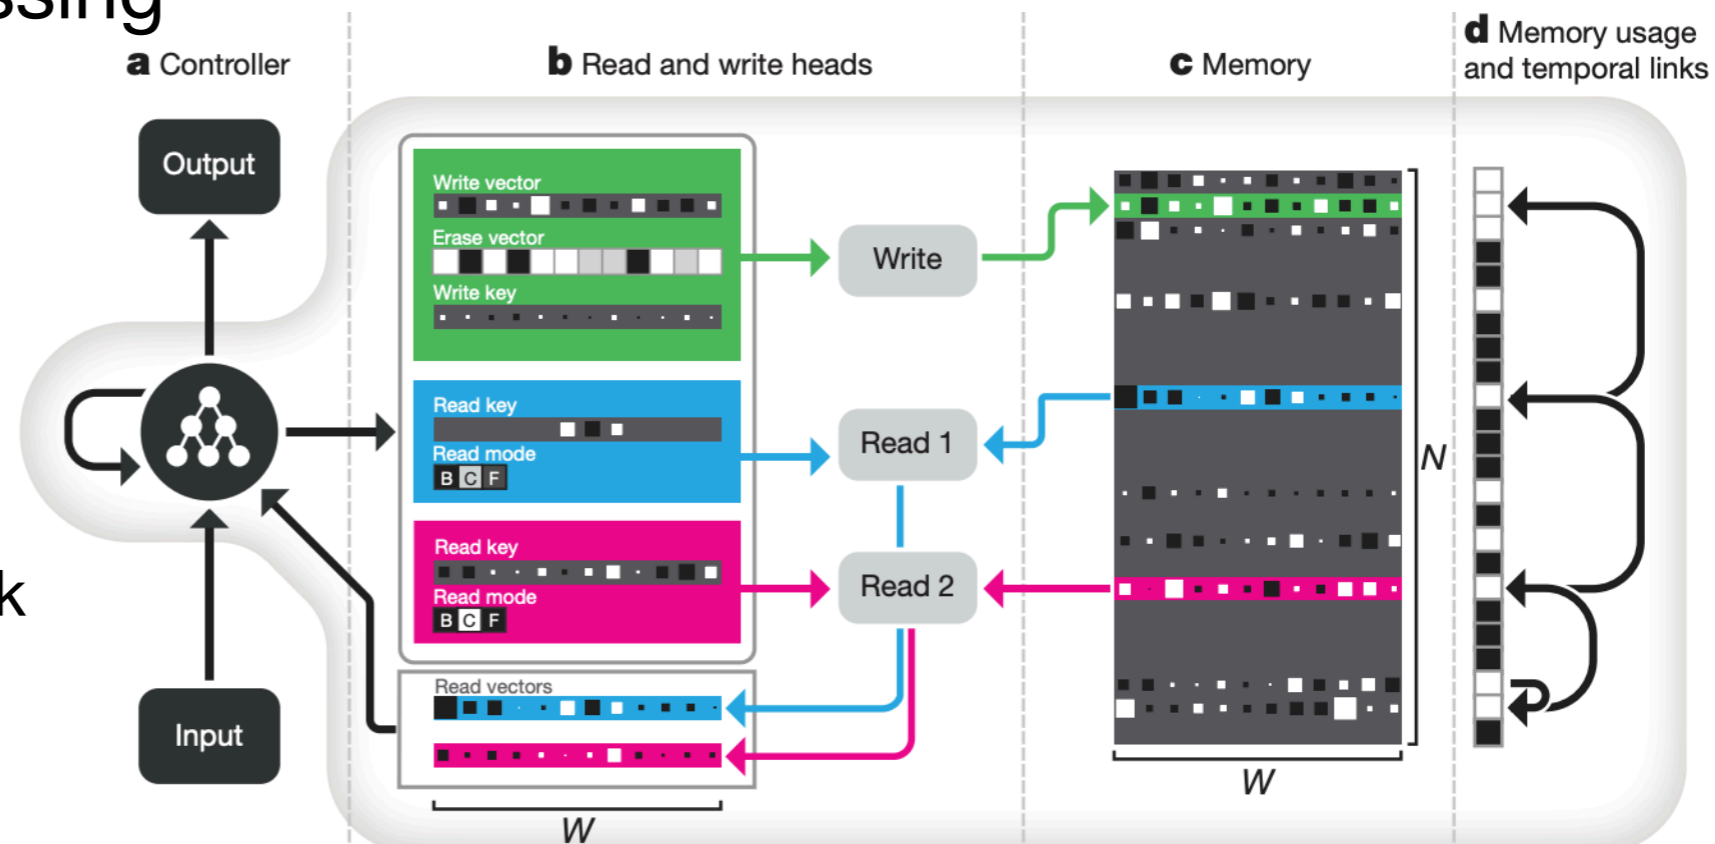 ssing
a Controller
b Read and write heads
c Memory
d Memory usage
and temporal links
Output
Write vector
Erase vector
Write key
Write
Read key
Read mode
B C F
Read 1
N
Read key
Read mode
B C F
Read 2
k
Read vectors
Input
W
W